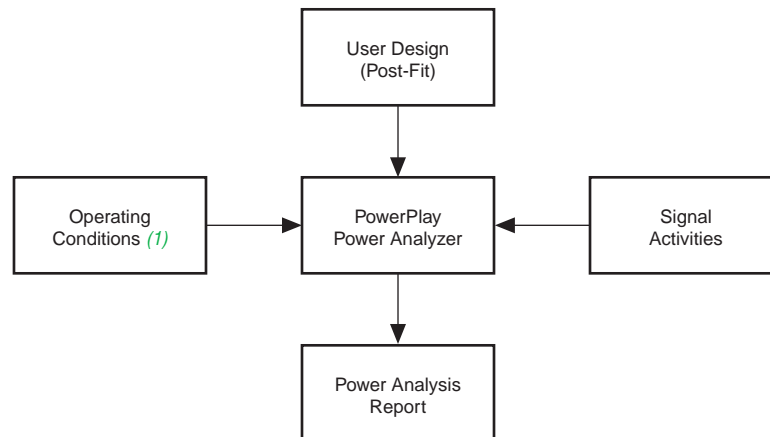 User Design
(Post-Fit)
Operating
Conditions (1)
PowerPlay
Power Analyzer
Signal
Activities
Power Analysis
Report